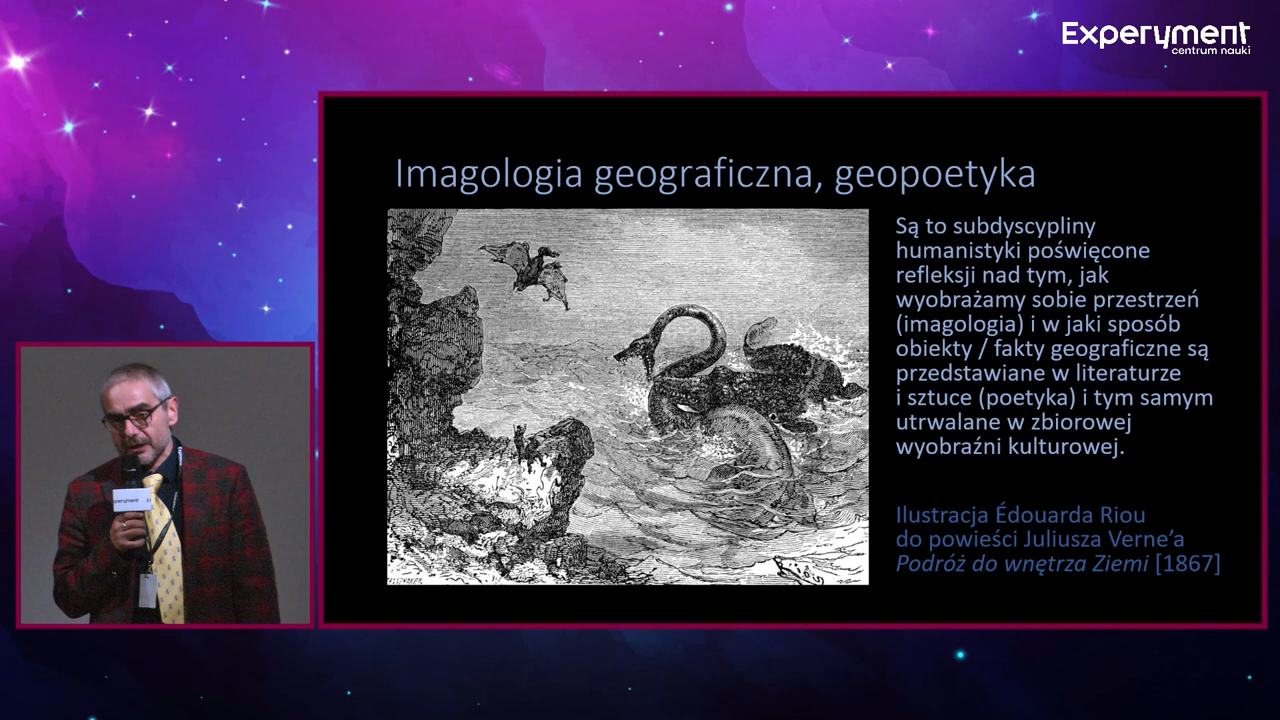 Experyment
centrum nauki
Imagologia geograficzna, geopoetyka
Są to subdyscypliny
humanistyki poświęcone
refleksji nad tym, jak
wyobrażamy sobie przestrzeń
(imagologia) i w jaki sposób
obiekty / fakty geograficzne są
przedstawiane w literaturze
i sztuce (poetyka) i tym samym
utrwalane w zbiorowej
wyobraźni kulturowej.
Ilustracja Édouarda Riou
do powieści Juliusza Verne’a
Podróż do wnętrza Ziemi [1867]
Riou
xperyment